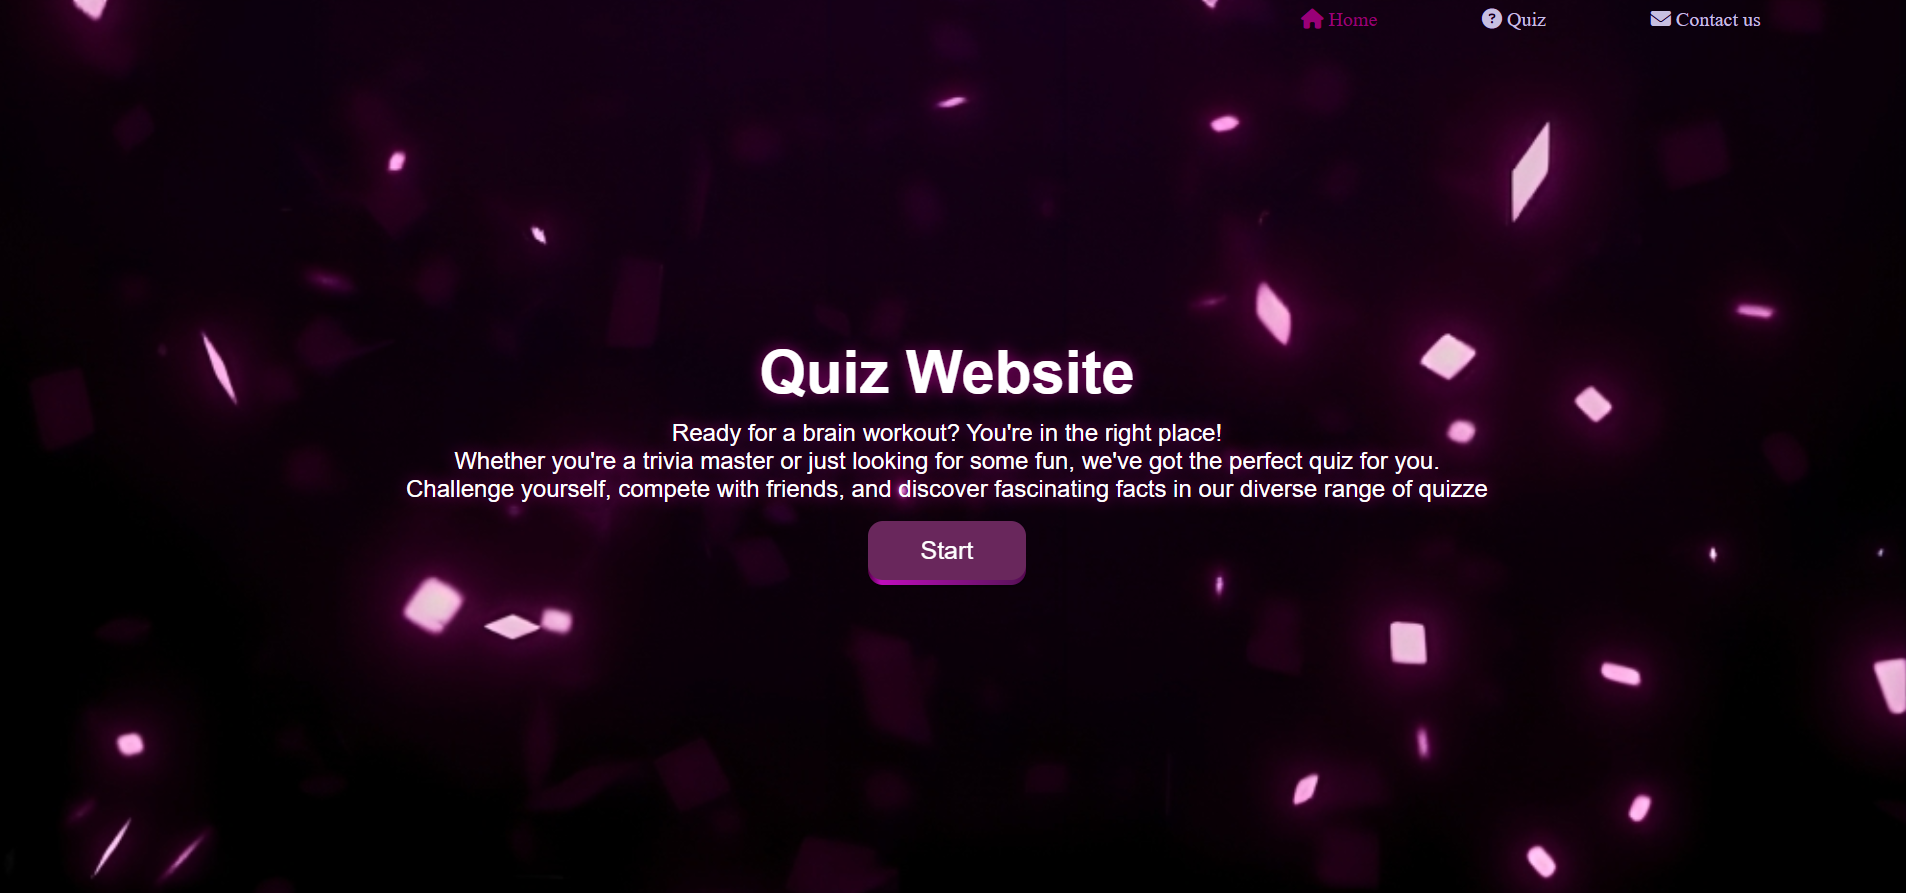 Home Quiz Contact us
Quiz Website
Ready for a brain workout? You're in the right place!
Whether you're a trivia master or just looking for some fun, we've got the perfect quiz for you.
Challenge yourself, compete with friends, and discover fascinating facts in our diverse range of quizze
Start